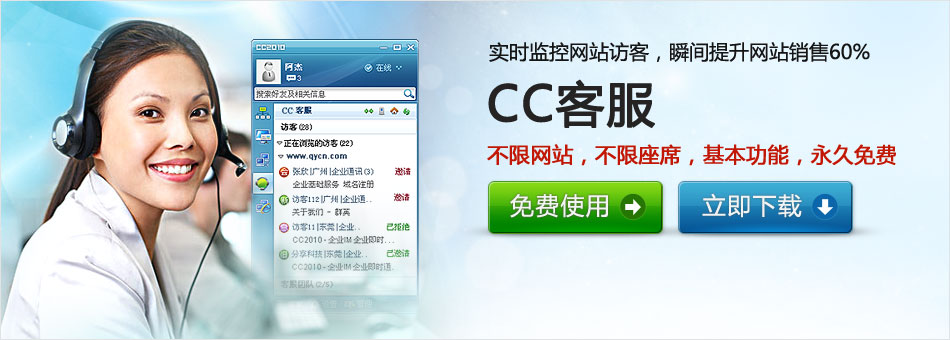 CC2010
阿杰
在线
3
搜索好友及相关信息
CC 客服
访客(28)
正在浏览的访客(22)
www.qycn.com
张欣|广州|企业通讯(3) 邀请
企业基础服务 域名注册
访客112|广州|企业.. 邀请
关于我们 - 群英
访客11|东莞|企业.. 已拒绝
CC2010-企业IM 企业即时...
分享科技|东莞|企业.. 已邀请
CC2010-企业IM 企业即时通.
客服团队(2/6)
实时监控网站访客，瞬间提升网站销售60%
CC客服
不限网站，不限座席，基本功能，永久免费
免费使用
立即下载